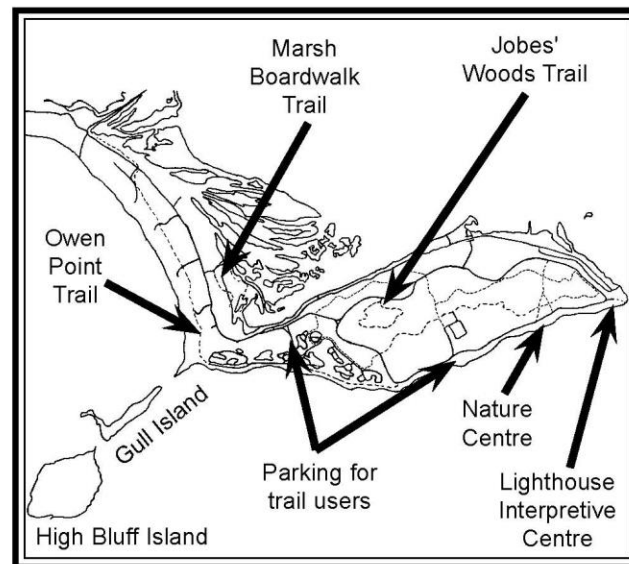 Marsh
Boardwalk
Trail
Jobes'
Woods Trail
Owen
Point
Trail
Gull Island
High Bluff Island
Parking for
trail users
Nature
Centre
Lighthouse
Interpretive
Centre